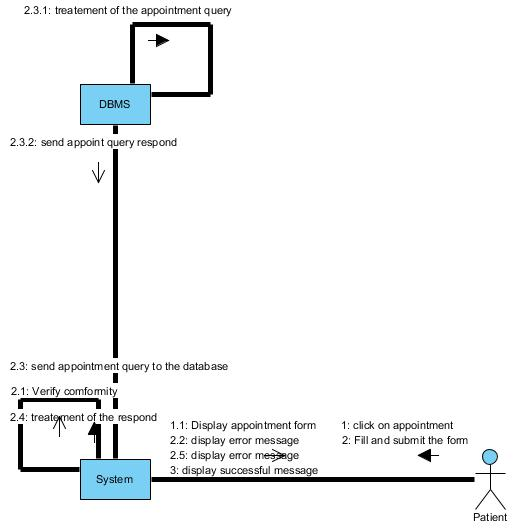 2.3.1: treatement of the appointment query
DBMS
2.3.2: send appoint query respond
2.3: send appointment query to the database
2.1: Verify comformity
2.4: treatement of the respond
1.1: Display appointment form
2.2: display error message
2.5: display error message
3: display successful message
1: click on appointment
2: Fill and submit the form
System
Patient